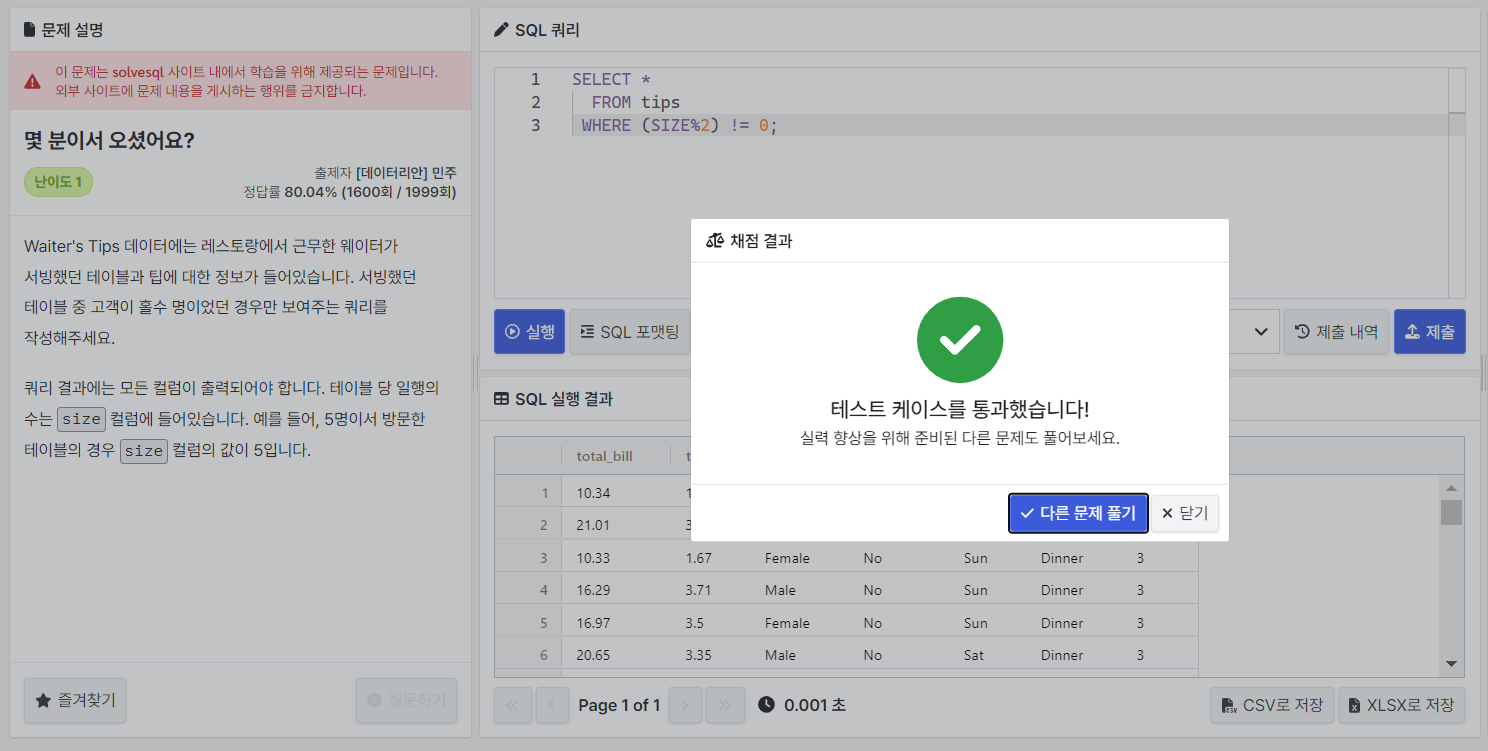 문제 설명
이 문제는 solvesql 사이트 내에서 학습을 위해 제공되는 문제입니다.
외부 사이트에 문제 내용을 게시하는 행위를 금지합니다.
몇 분이서 오셨어요?
난이도 1
출제자 [데이터리안] 민주
정답률 80.04% (1600회 / 1999회)
Waiter's Tips 데이터에는 레스토랑에서 근무한 웨이터가
서빙했던 테이블과 팁에 대한 정보가 들어있습니다. 서빙했던
테이블 중 고객이 홀수 명이었던 경우만 보여주는 쿼리를
작성해주세요.
쿼리 결과에는 모든 컬럼이 출력되어야 합니다. 테이블 당 일행의
수는 size 컬럼에 들어있습니다. 예를 들어, 5명이서 방문한
테이블의 경우 size 컬럼의 값이 5입니다.
즐겨찾기
질문하기
SQL 쿼리
1 SELECT *
2 FROM tips
3 WHERE (SIZE%2) != 0;
실행
SQL 포맷팅
제출 내역
제출
채점 결과
테스트 케이스를 통과했습니다!
실력 향상을 위해 준비된 다른 문제도 풀어보세요.
다른 문제 풀기
닫기
SQL 실행 결과
total_bill t
1 10.34 1
2 21.01 3
3 10.33 1.67 Female No Sun Dinner 3
4 16.29 3.71 Male No Sun Dinner 3
5 16.97 3.5 Female No Sun Dinner 3
6 20.65 3.35 Male No Sat Dinner 3
Page 1 of 1
0.001 초
CSV로 저장
XLSX로 저장